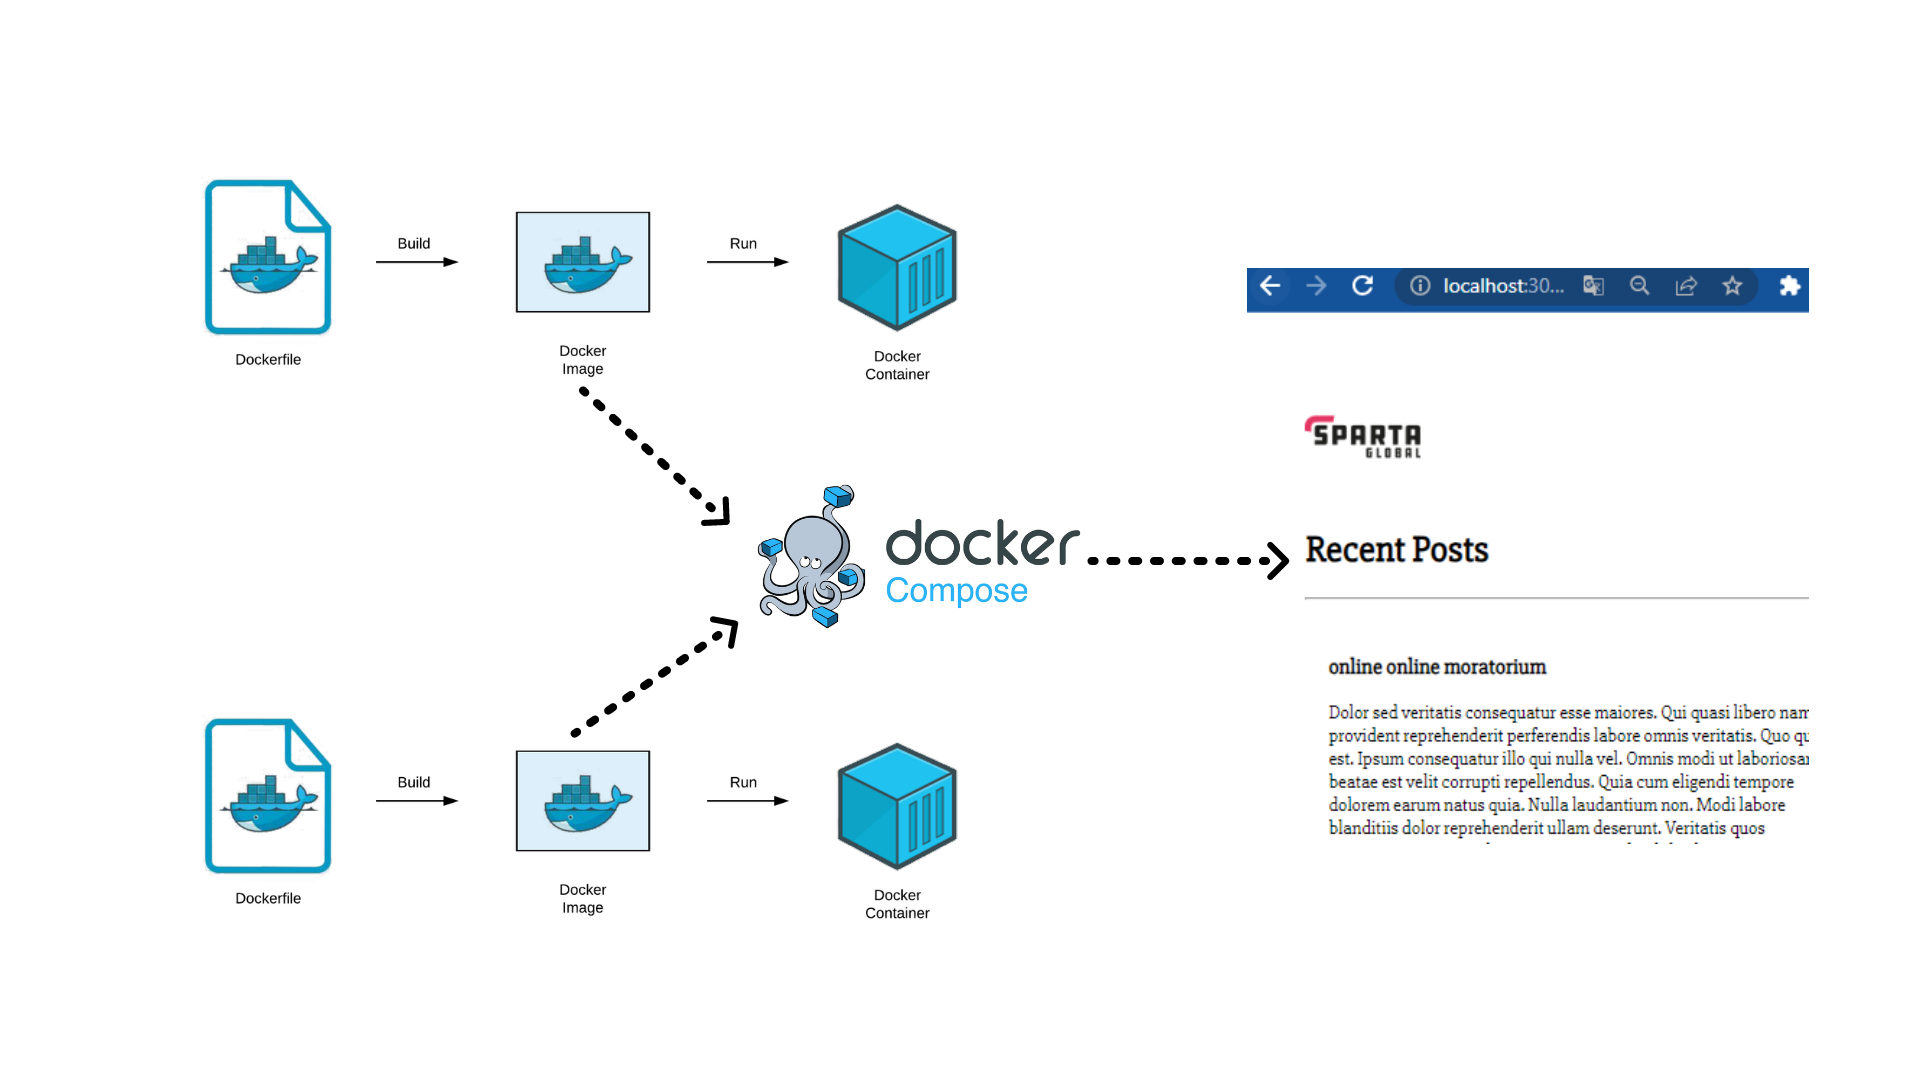 Build
Run
Dockerfile
Docker
Image
Docker
Container
localhost:30...
SPARTA
GLOBAL
docker
Compose
Recent Posts
online online moratorium
Dolor sed veritatis consequatur esse maiores. Qui quasi libero nam
provident reprehenderit perferendis labore omnis veritatis. Quo qu
est. Ipsum consequatur illo qui nulla vel. Omnis modi ut laboriosa
beatae est velit corrupti repellendus. Quia cum eligendi tempore
dolorem earum natus quia. Nulla laudantium non. Modi labore
blanditiis dolor reprehenderit ullam deserunt. Veritatis quos
Build
Run
Dockerfile
Docker
Image
Docker
Container